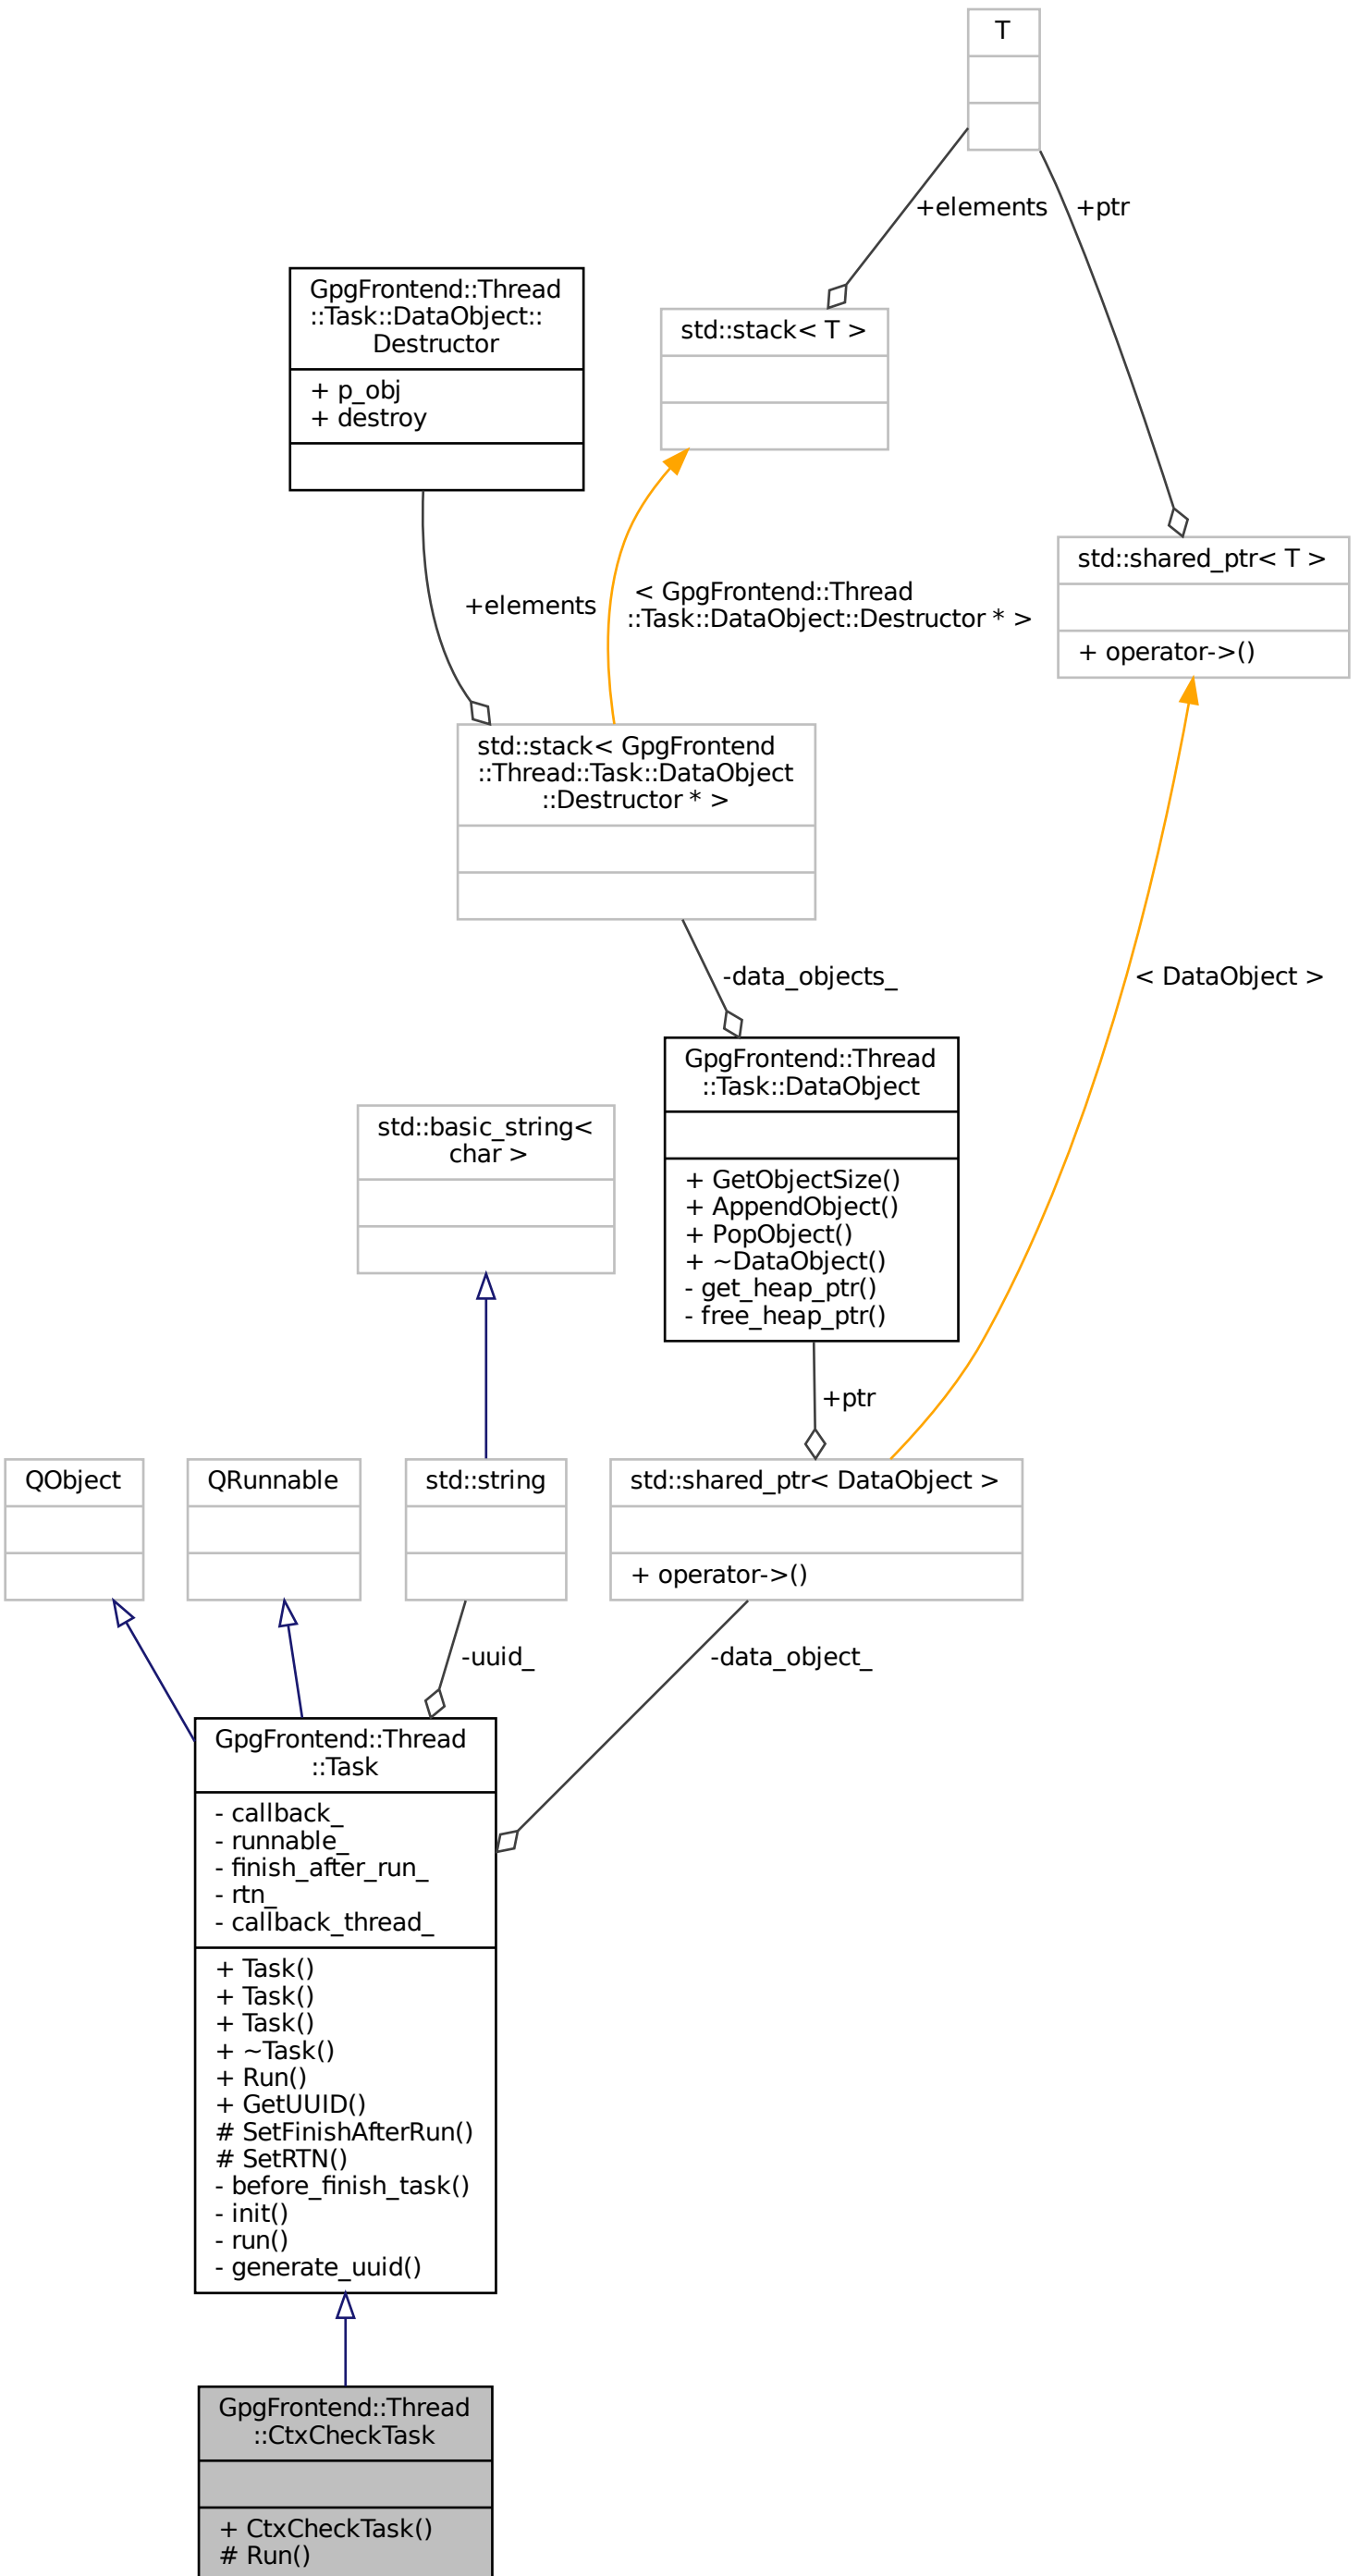 T
+elements
+ptr
GpgFrontend::Thread
::Task::DataObject::
Destructor
+ p_obj
+ destroy
std::stack< T >
std::shared_ptr< T >
+ operator->()
+elements
< GpgFrontend::Thread
::Task::DataObject::Destructor * >
std::stack< GpgFrontend
::Thread::Task::DataObject
::Destructor * >
-data_objects_
< DataObject >
GpgFrontend::Thread
::Task::DataObject
+ GetObjectSize()
+ AppendObject()
+ PopObject()
+ ~DataObject()
- get_heap_ptr()
- free_heap_ptr()
std::basic_string<
char >
+ptr
QObject
QRunnable
std::string
std::shared_ptr< DataObject >
+ operator->()
-uuid_
-data_object_
GpgFrontend::Thread
::Task
- callback_
- runnable_
- finish_after_run_
- rtn_
- callback_thread_
+ Task()
+ Task()
+ Task()
+ ~Task()
+ Run()
+ GetUUID()
# SetFinishAfterRun()
# SetRTN()
- before_finish_task()
- init()
- run()
- generate_uuid()
GpgFrontend::Thread
::CtxCheckTask
+ CtxCheckTask()
# Run()